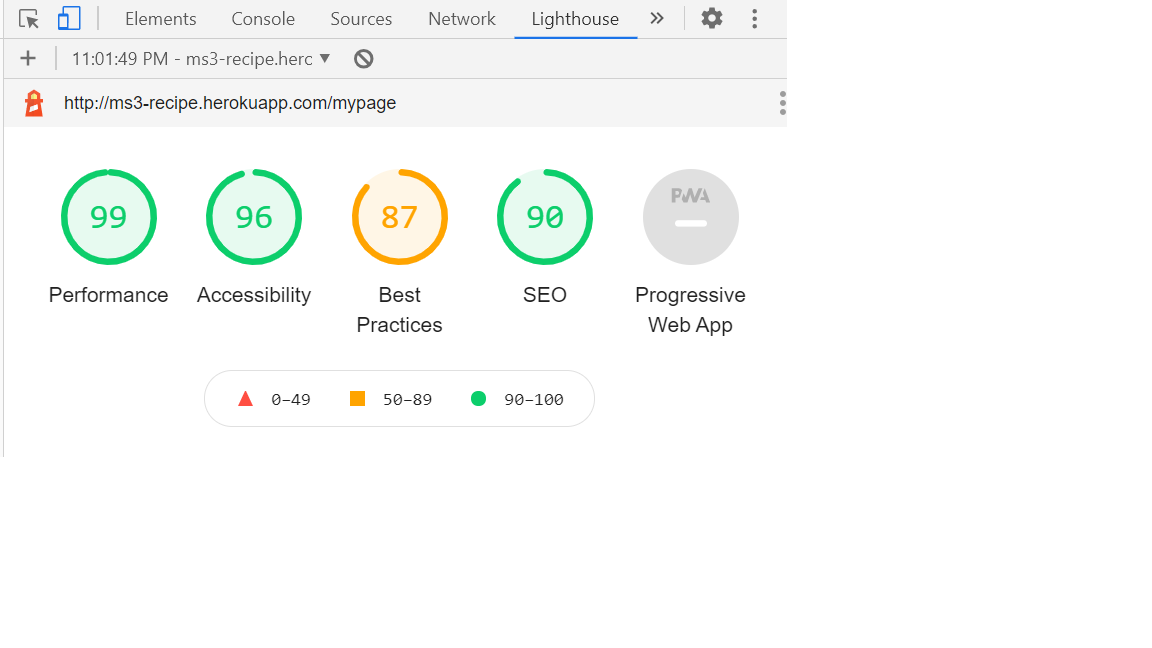 Elements Console Sources Network Lighthouse
11:01:49 PM - ms3-recipe.herc
http://ms3-recipe.herokuapp.com/mypage
99 96 87 90 PWA
Performance Accessibility Best Practices SEO Progressive Web App
0–49 50–89 90–100